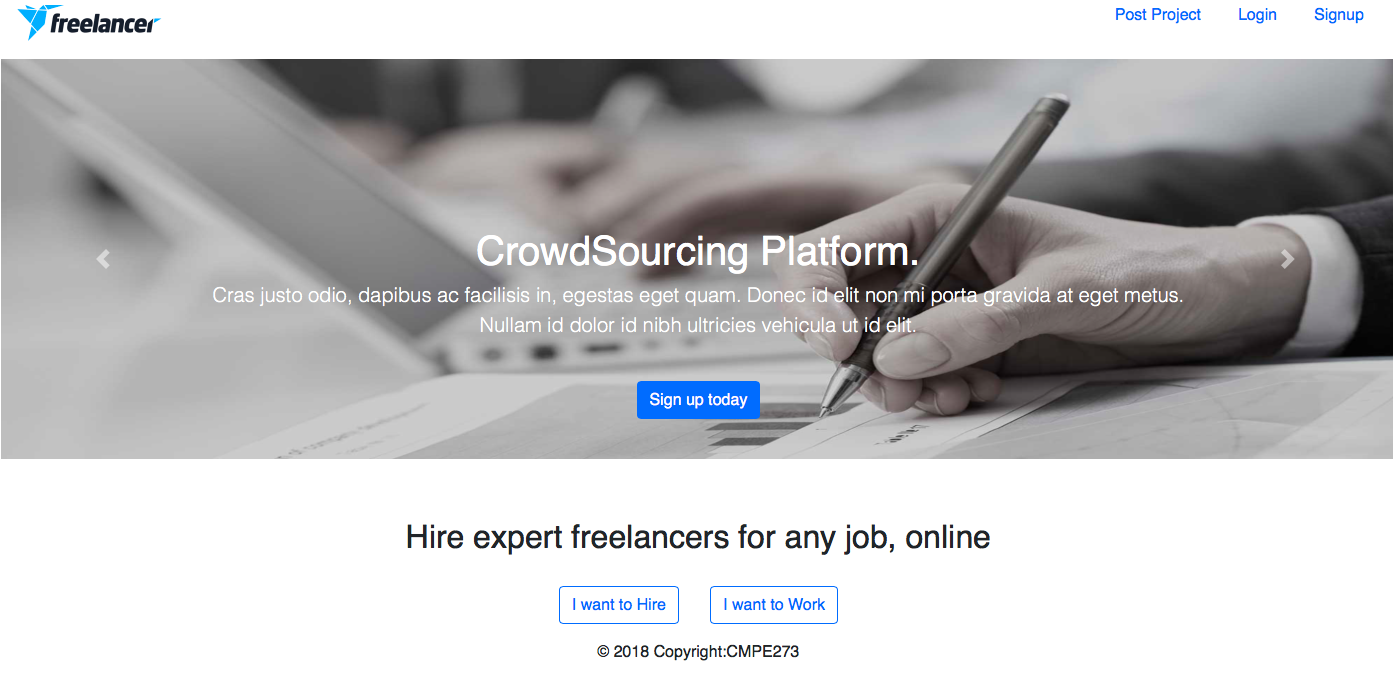 freelancer
Post Project
Login
Signup
CrowdSourcing Platform.
Cras justo odio, dapibus ac facilisis in, egestas eget quam. Donec id elit non mi porta gravida at eget metus.
Nullam id dolor id nibh ultricies vehicula ut id elit.
Sign up today
Hire expert freelancers for any job, online
I want to Hire
I want to Work
© 2018 Copyright:CMPE273